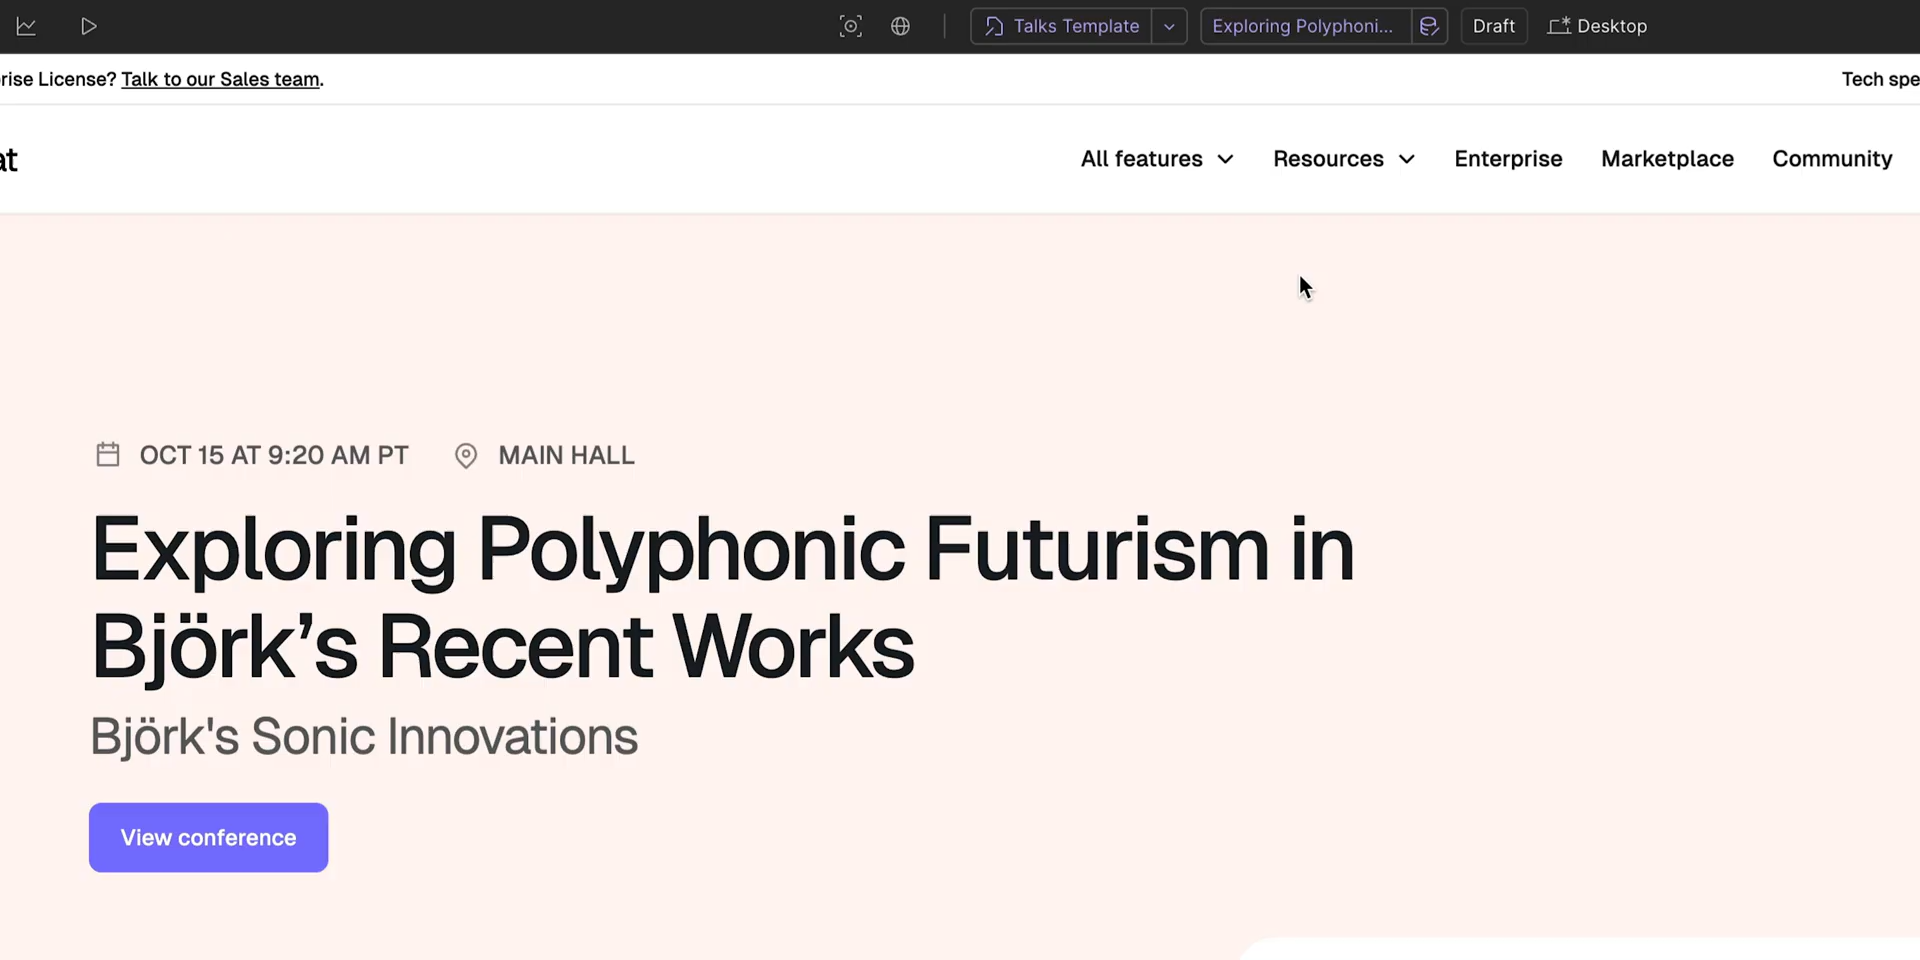 Talks Template
Exploring Polyphoni...
Draft
Desktop
rise License? Talk to our Sales team.
Tech spe
at
All features
Resources
Enterprise
Marketplace
Community
OCT 15 AT 9:20 AM PT
MAIN HALL
Exploring Polyphonic Futurism in
Björk’s Recent Works
Björk's Sonic Innovations
View conference